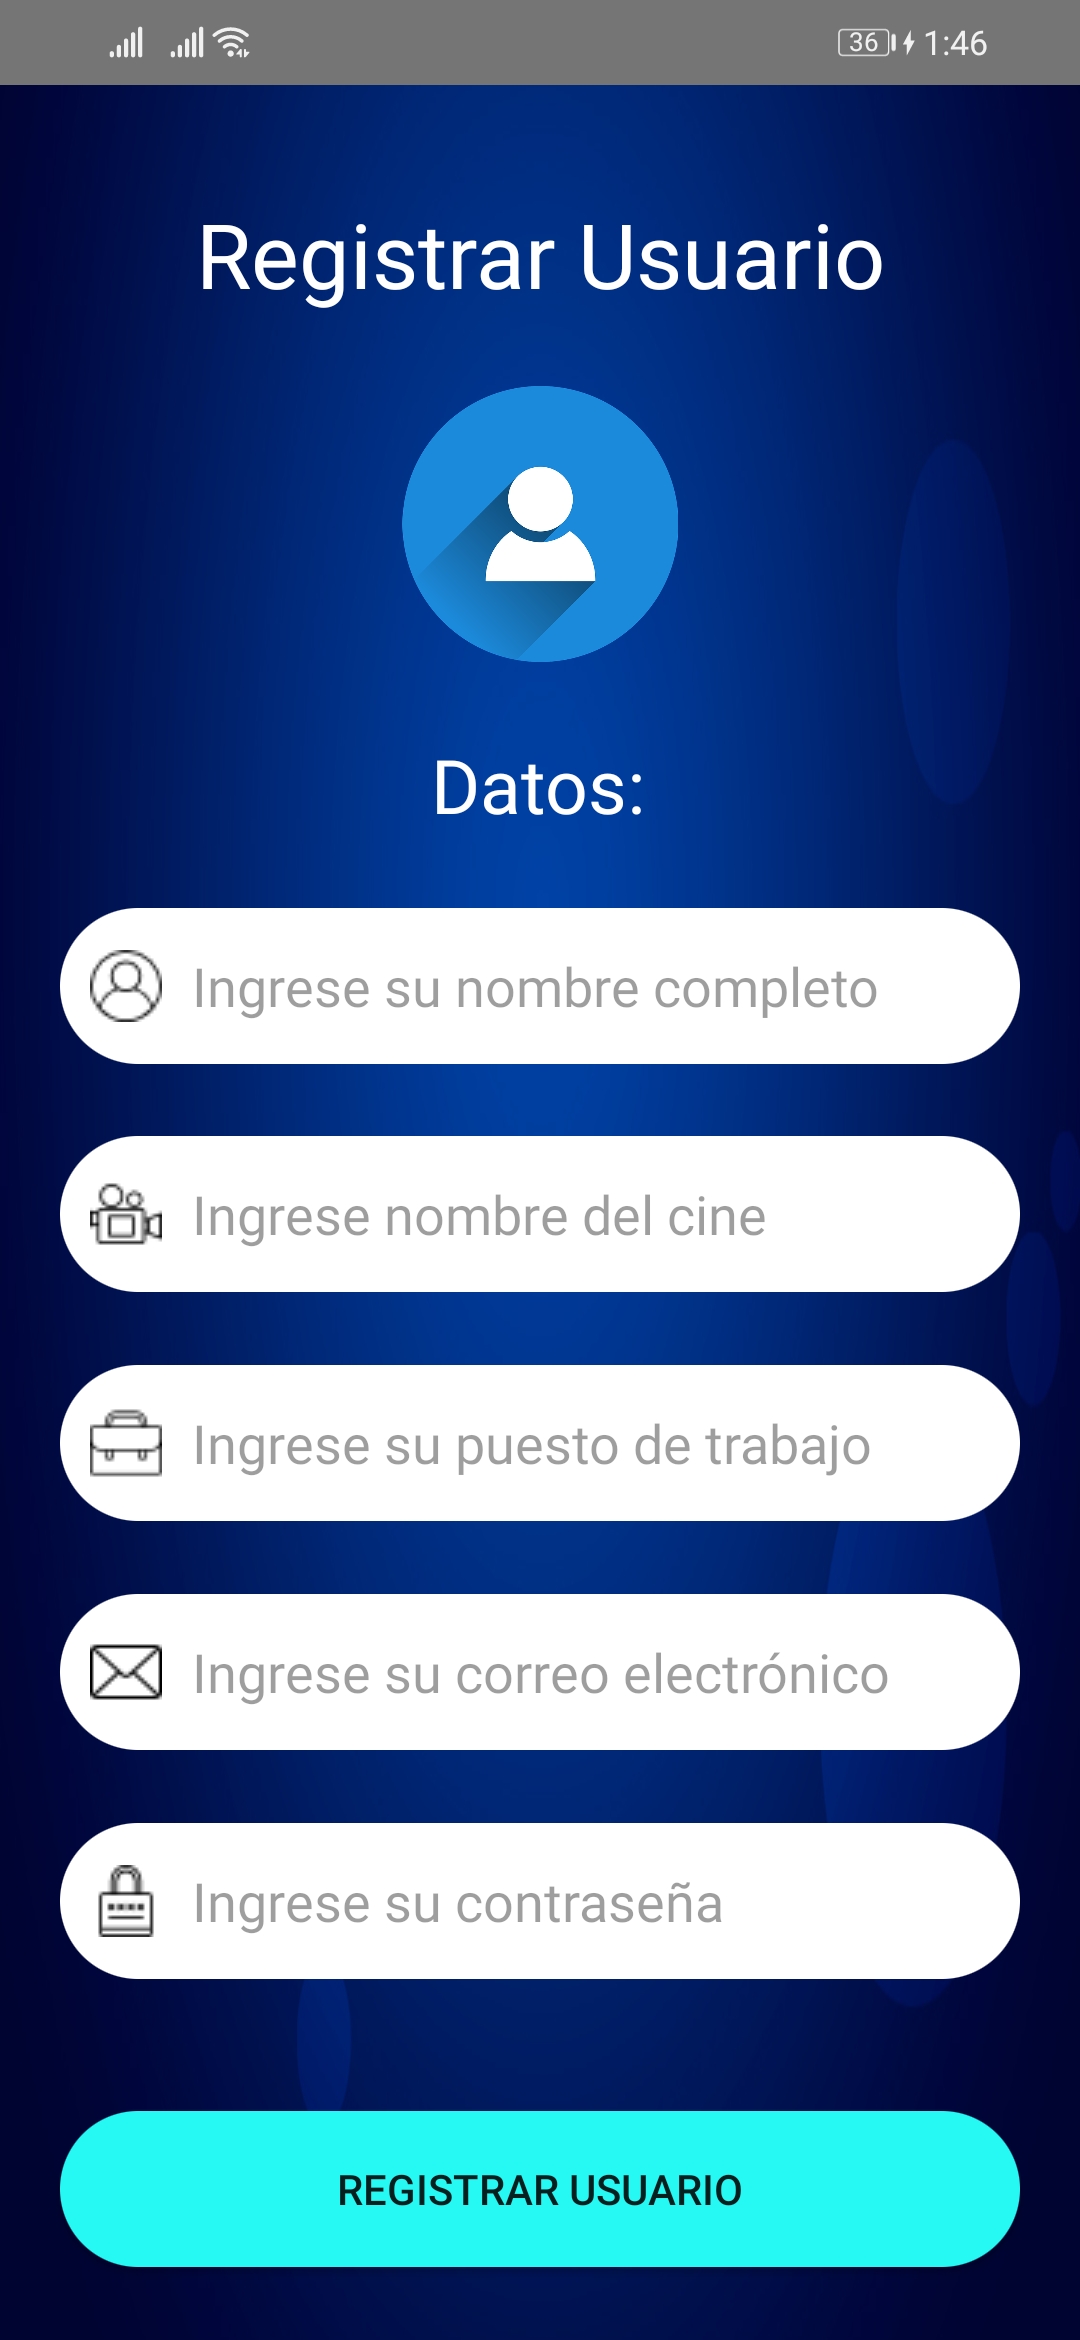 36 1:46
Registrar Usuario
Datos:
Ingrese su nombre completo
Ingrese nombre del cine
Ingrese su puesto de trabajo
Ingrese su correo electrónico
Ingrese su contraseña
REGISTRAR USUARIO